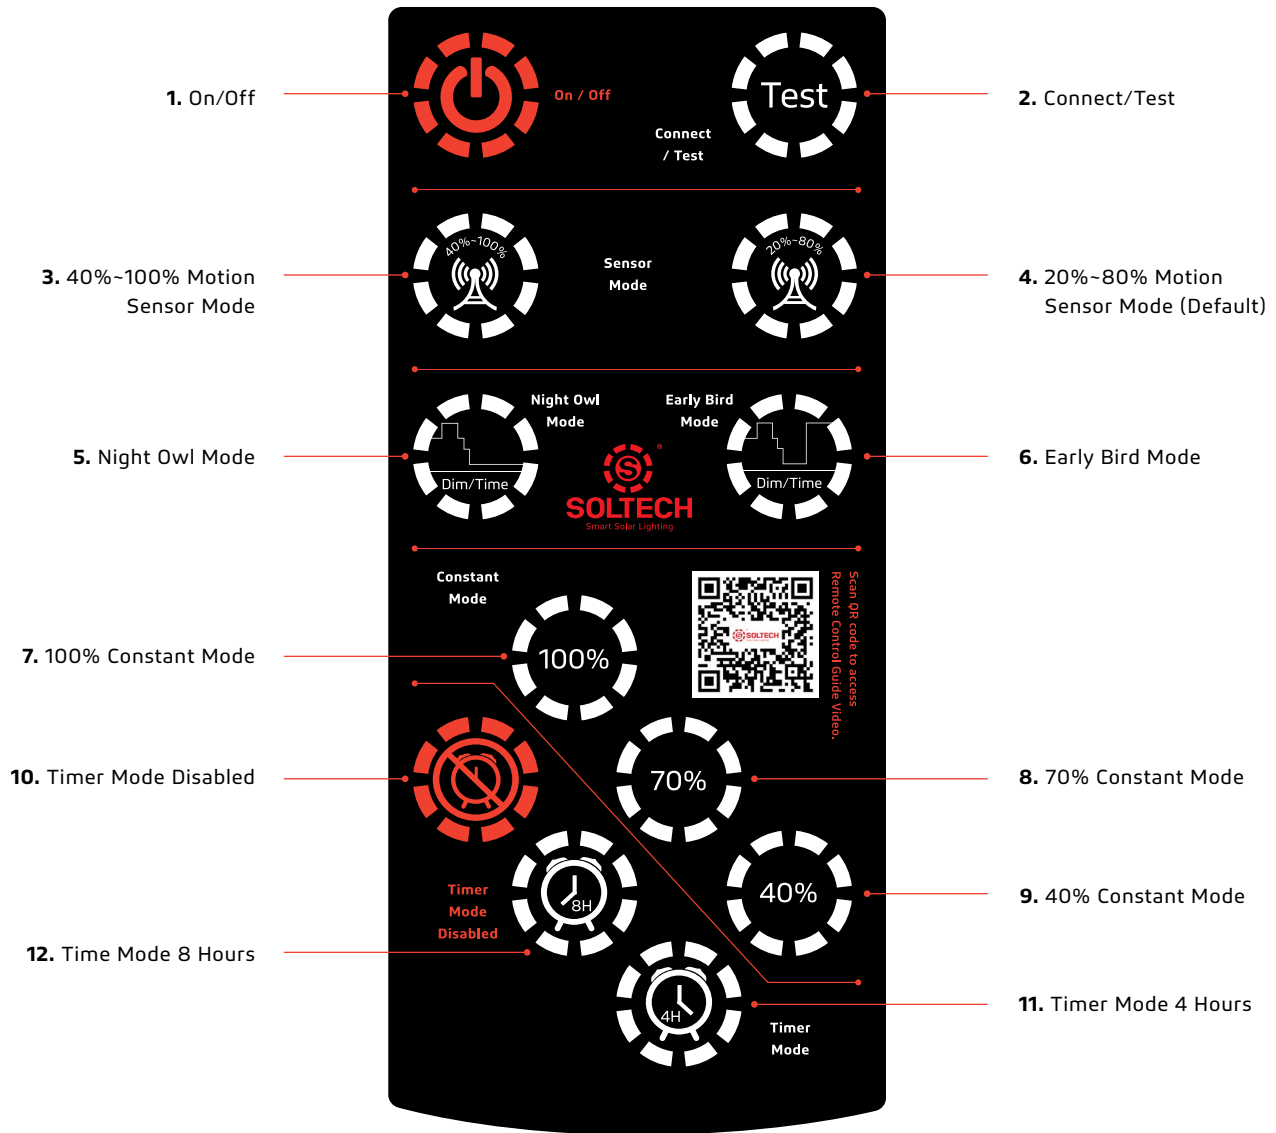 1. On/Off
On / Off
Test
Connect
/ Test
2. Connect/Test
40%~100%
3. 40%~100% Motion
Sensor Mode
Sensor
Mode
20%~80%
4. 20%~80% Motion
Sensor Mode (Default)
Night Owl
Mode
Early Bird
Mode
5. Night Owl Mode
Dim/Time
S
®
SOLTECH
Smart Solar Lighting
Dim/Time
6. Early Bird Mode
Constant
Mode
7. 100% Constant Mode
100%
S SOLTECH
Scan QR code to access
Remote Control Guide Video.
10. Timer Mode Disabled
70%
8. 70% Constant Mode
Timer
Mode
Disabled
8H
40%
9. 40% Constant Mode
12. Time Mode 8 Hours
4H
11. Timer Mode 4 Hours
Timer
Mode